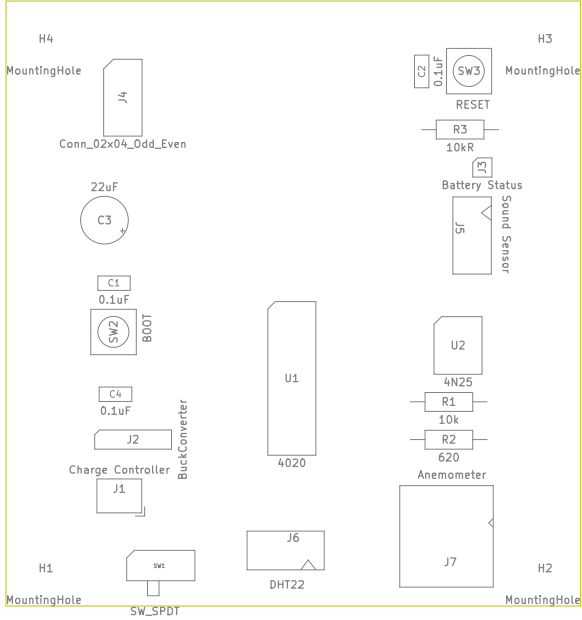 H4
MountingHole
H3
MountingHole
C2
0.1uF
SW3
RESET
J4
Conn_02x04_Odd_Even
R3
10kR
J3
Battery Status
22uF
C3
+
J5
Sound Sensor
C1
0.1uF
SW2
BOOT
U1
4020
U2
4N25
C4
0.1uF
R1
10k
J2
BuckConverter
R2
620
Charge Controller
J1
Anemometer
J7
J6
DHT22
H1
MountingHole
SW1
SW_SPDT
H2
MountingHole